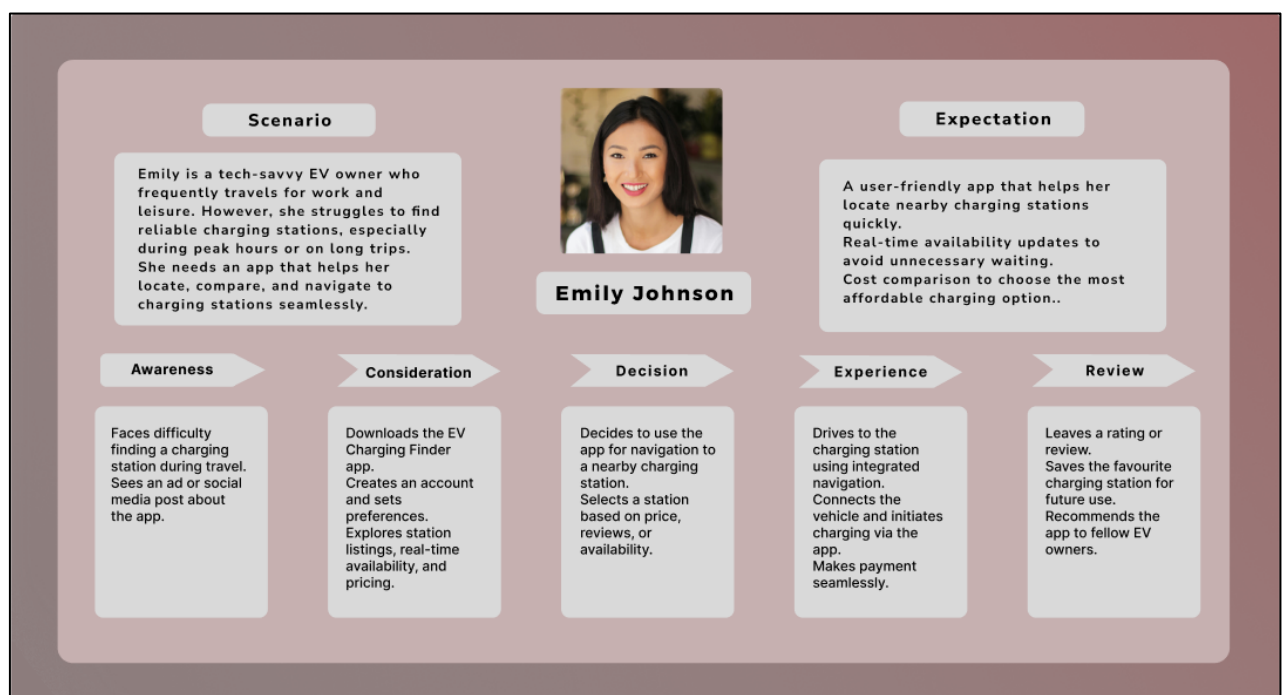 Scenario
Emily is a tech-savvy EV owner who
frequently travels for work and
leisure. However, she struggles to find
reliable charging stations, especially
during peak hours or on long trips.
She needs an app that helps her
locate, compare, and navigate to
charging stations seamlessly.
Emily Johnson
Expectation
A user-friendly app that helps her
locate nearby charging stations
quickly.
Real-time availability updates to
avoid unnecessary waiting.
Cost comparison to choose the most
affordable charging option..
Awareness
Faces difficulty
finding a charging
station during travel.
Sees an ad or social
media post about
the app.
Consideration
Downloads the EV
Charging Finder
app.
Creates an account
and sets
preferences.
Explores station
listings, real-time
availability, and
pricing.
Decision
Decides to use the
app for navigation to
a nearby charging
station.
Selects a station
based on price,
reviews, or
availability.
Experience
Drives to the
charging station
using integrated
navigation.
Connects the
vehicle and initiates
charging via the
app.
Makes payment
seamlessly.
Review
Leaves a rating or
review.
Saves the favourite
charging station for
future use.
Recommends the
app to fellow EV
owners.